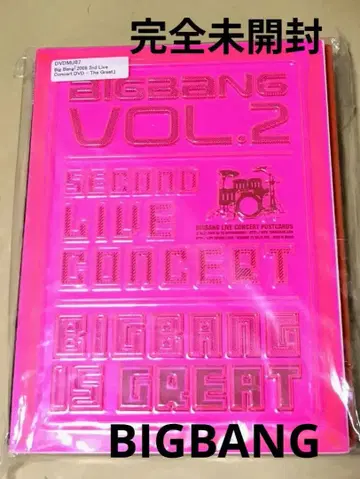 完全未開封
DVDMU87
Big Bang/ 2008 2nd Live
Concert DVD - The Great
BIGBANG
VOL.2
SECOND
LIVE
CONCERT
BIGBANG LIVE CONCERT POSTCARDS
BIGBANG
IS GREAT
BIGBANG